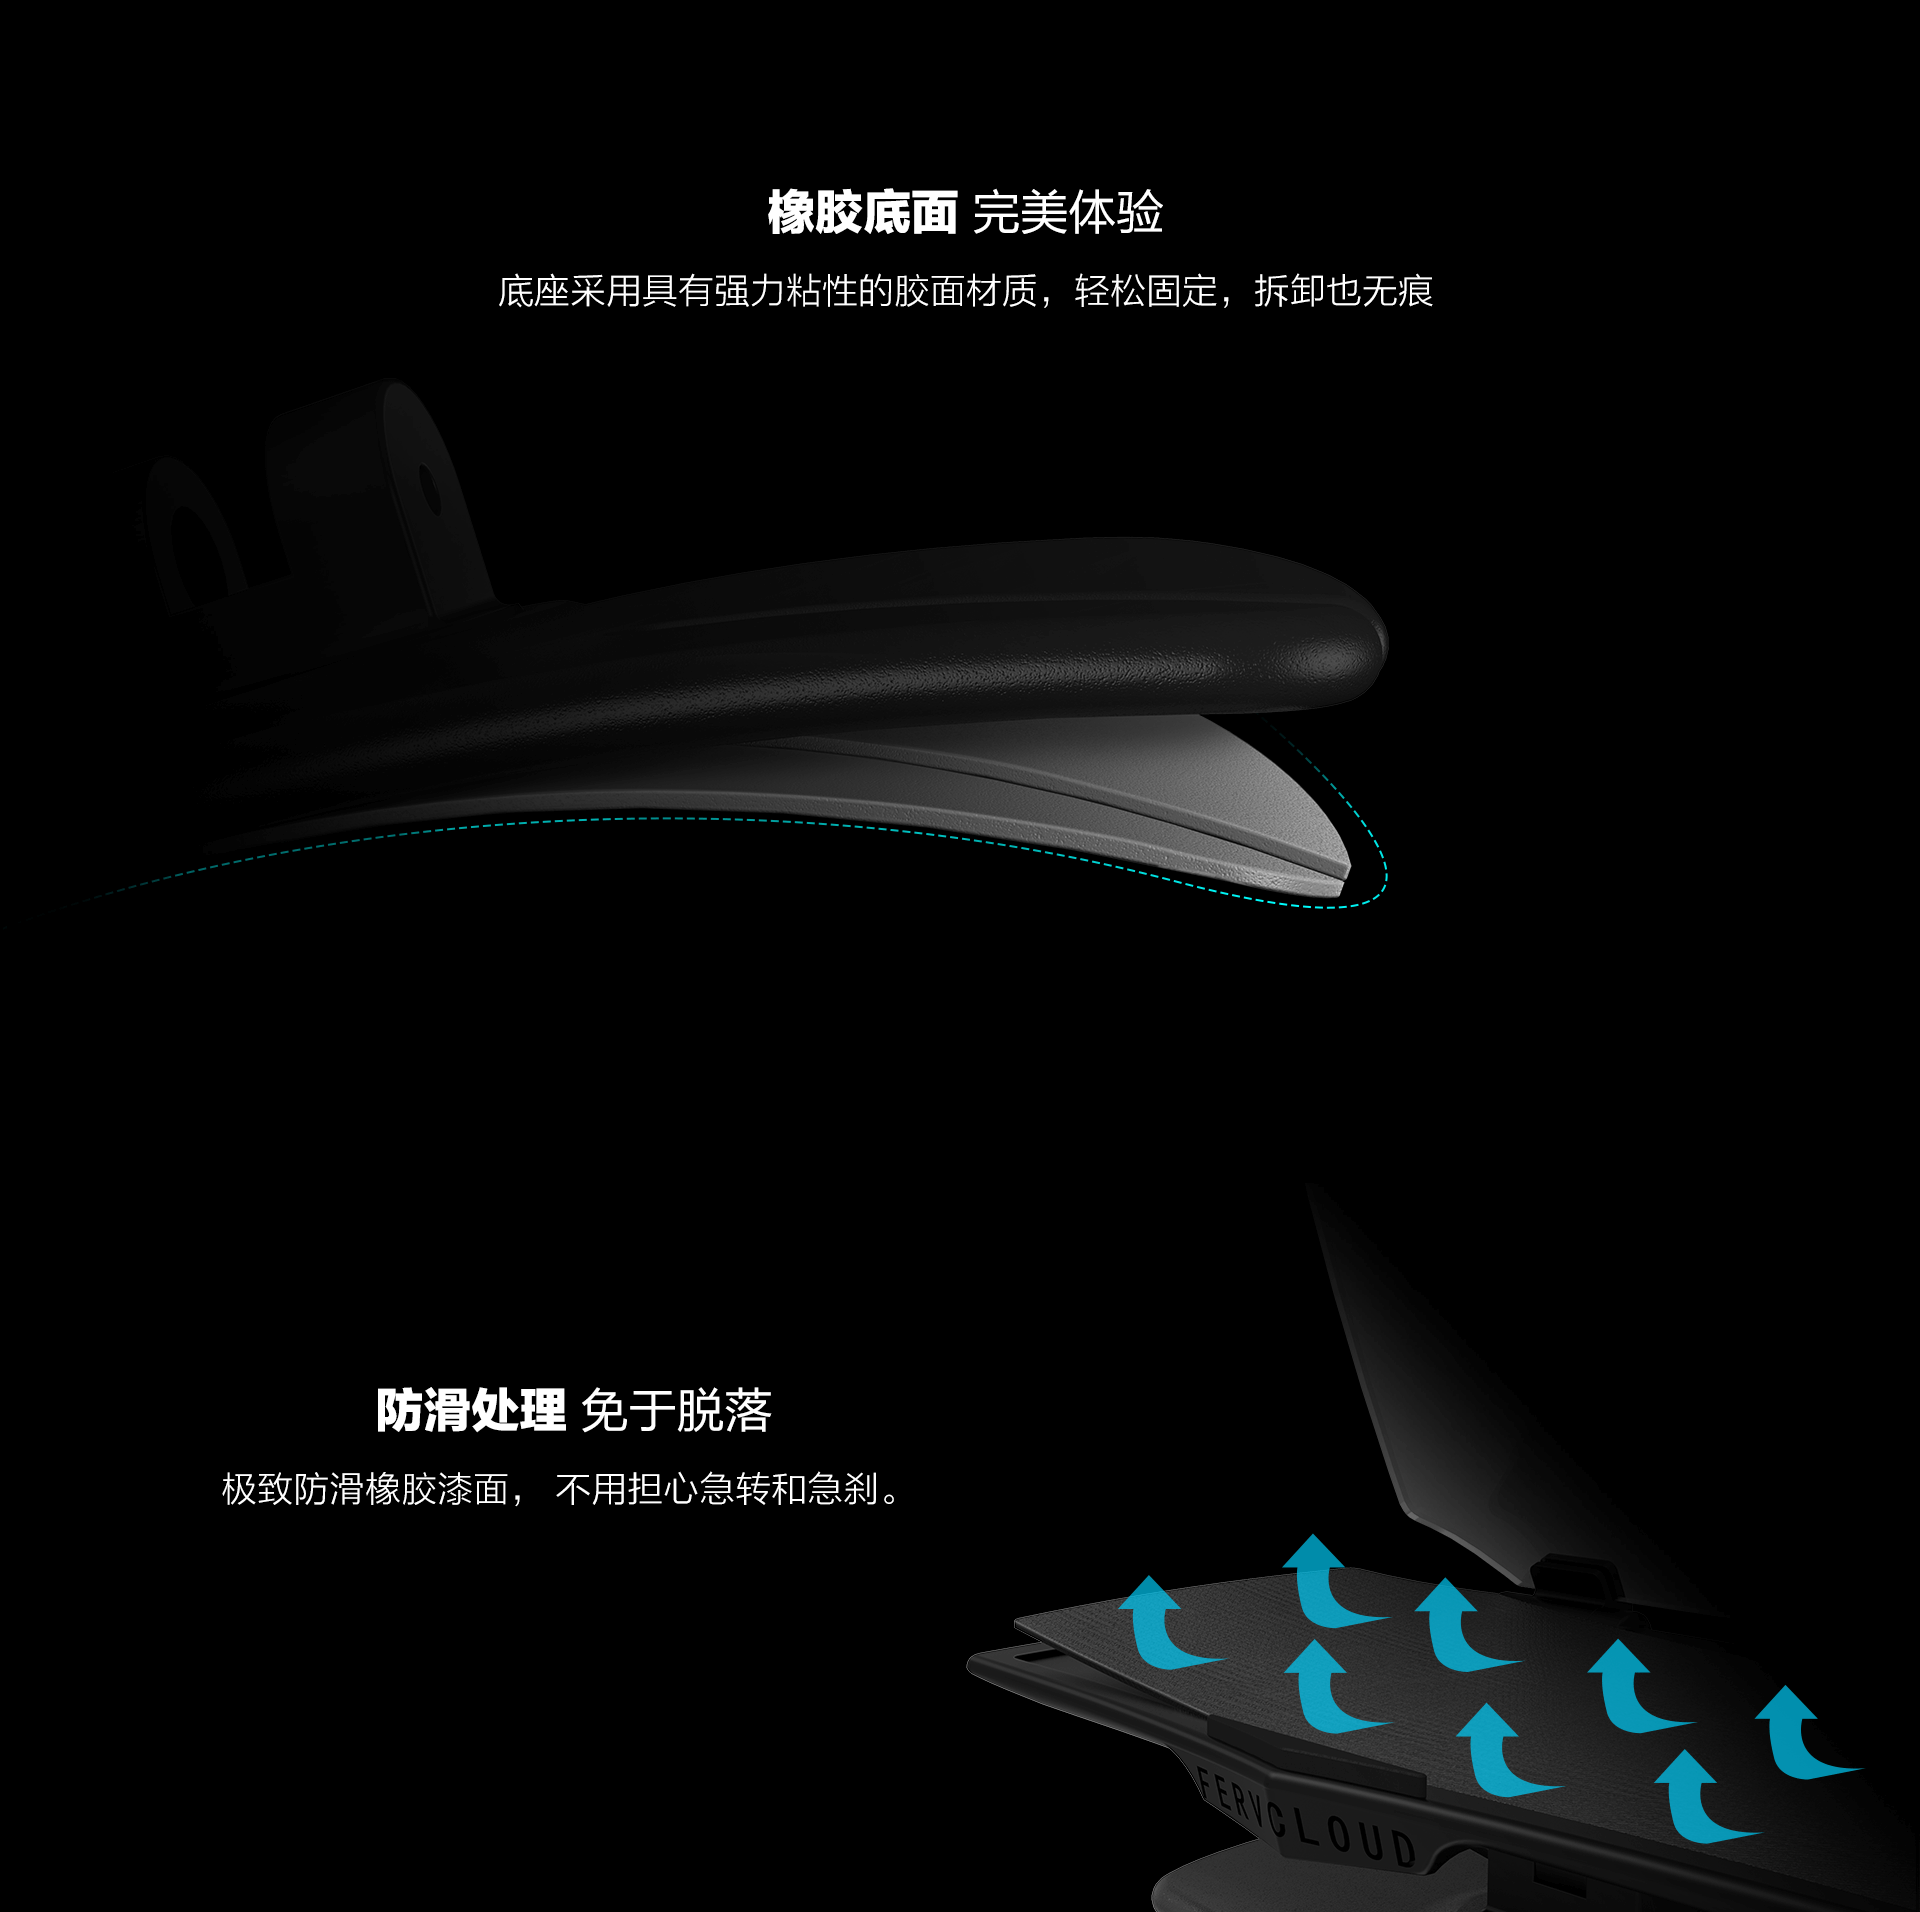 橡胶底面 完美体验
底座采用具有强力粘性的胶面材质，轻松固定，拆卸也无痕
防滑处理 免于脱落
极致防滑橡胶漆面， 不用担心急转和急刹。
FERVCLOUD